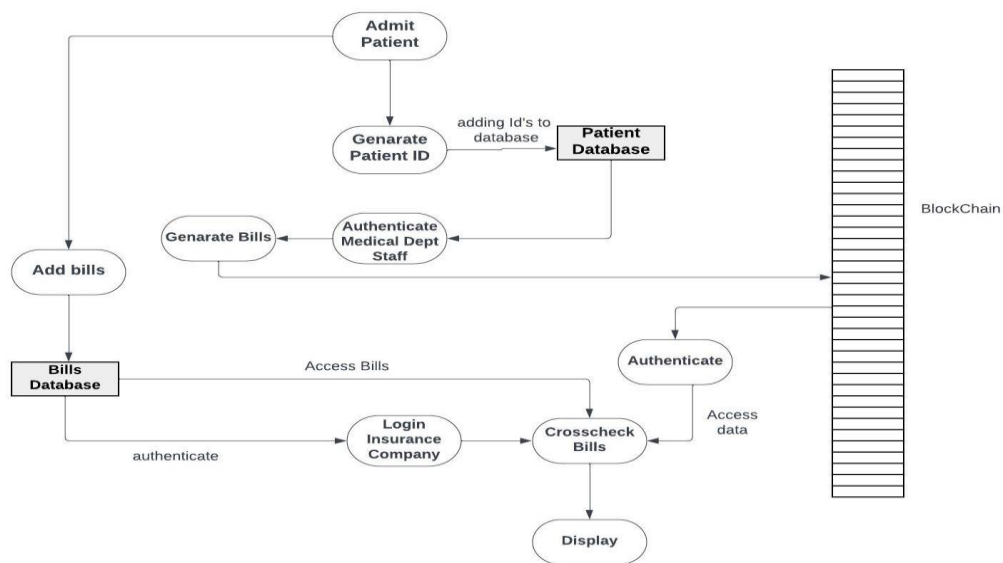 Admit
Patient
adding Id's to
database
Genarate
Patient ID
Patient
Database
BlockChain
Genarate Bills
Authenticate
Medical Dept
Staff
Add bills
Authenticate
Bills
Database
Access Bills
Access
data
Login
Insurance
Company
Crosscheck
Bills
authenticate
Display